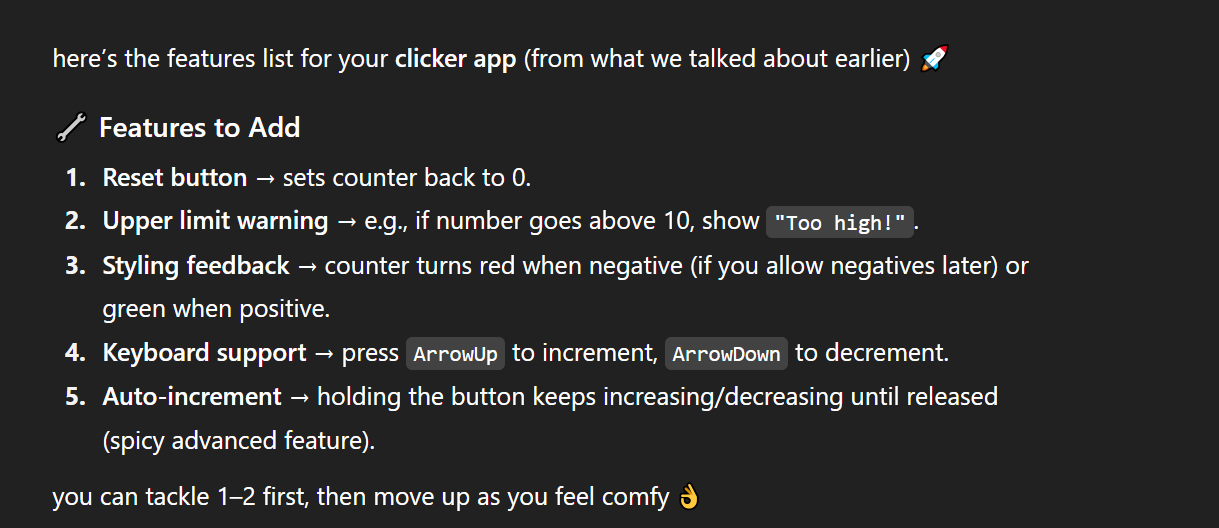 here’s the features list for your clicker app (from what we talked about earlier) 🚀
🔧 Features to Add
1. Reset button → sets counter back to 0.
2. Upper limit warning → e.g., if number goes above 10, show "Too high!".
3. Styling feedback → counter turns red when negative (if you allow negatives later) or
green when positive.
4. Keyboard support → press ArrowUp to increment, ArrowDown to decrement.
5. Auto-increment → holding the button keeps increasing/decreasing until released
(spicy advanced feature).
you can tackle 1–2 first, then move up as you feel comfy 👌